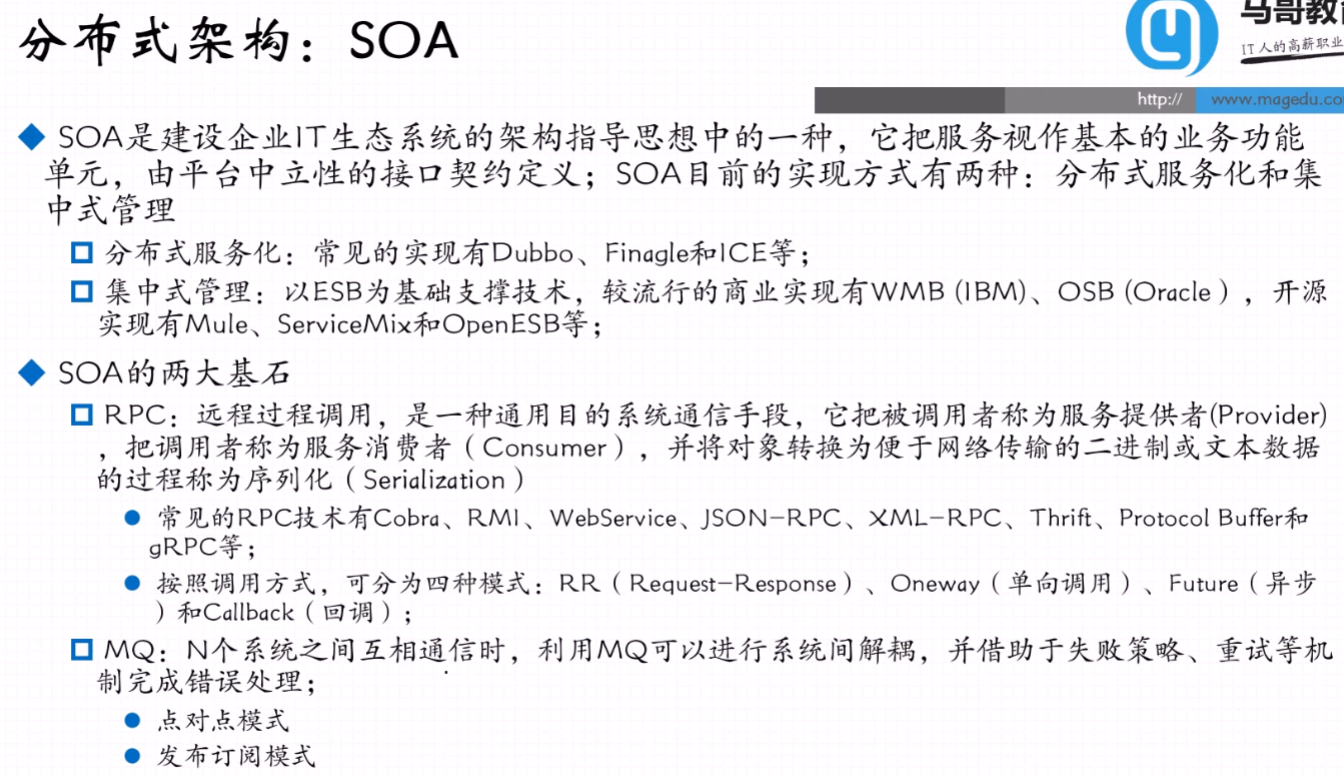 分布式架构：SOA
马哥教育
IT人的高薪职业
http:// www.magedu.co
SOA是建设企业IT生态系统的架构指导思想中的一种，它把服务视作基本的业务功能
单元，由平台中立性的接口契约定义；SOA目前的实现方式有两种：分布式服务化和集
中式管理
分布式服务化：常见的实现有Dubbo、Finagle和ICE等；
集中式管理：以ESB为基础支撑技术，较流行的商业实现有WMB (IBM)、OSB (Oracle），开源
实现有Mule、ServiceMix和OpenESB等；
SOA的两大基石
RPC：远程过程调用，是一种通用目的系统通信手段，它把被调用者称为服务提供者(Provider)
，把调用者称为服务消费者（Consumer），并将对象转换为便于网络传输的二进制或文本数据
的过程称为序列化（Serialization）
常见的RPC技术有Cobra、RMI、WebService、JSON-RPC、XML-RPC、Thrift、Protocol Buffer和
gRPC等；
按照调用方式，可分为四种模式：RR（Request-Response）、Oneway（单向调用）、Future（异步
）和Callback（回调）；
MQ：N个系统之间互相通信时，利用MQ可以进行系统间解耦，并借助于失败策略、重试等机
制完成错误处理；
点对点模式
发布订阅模式